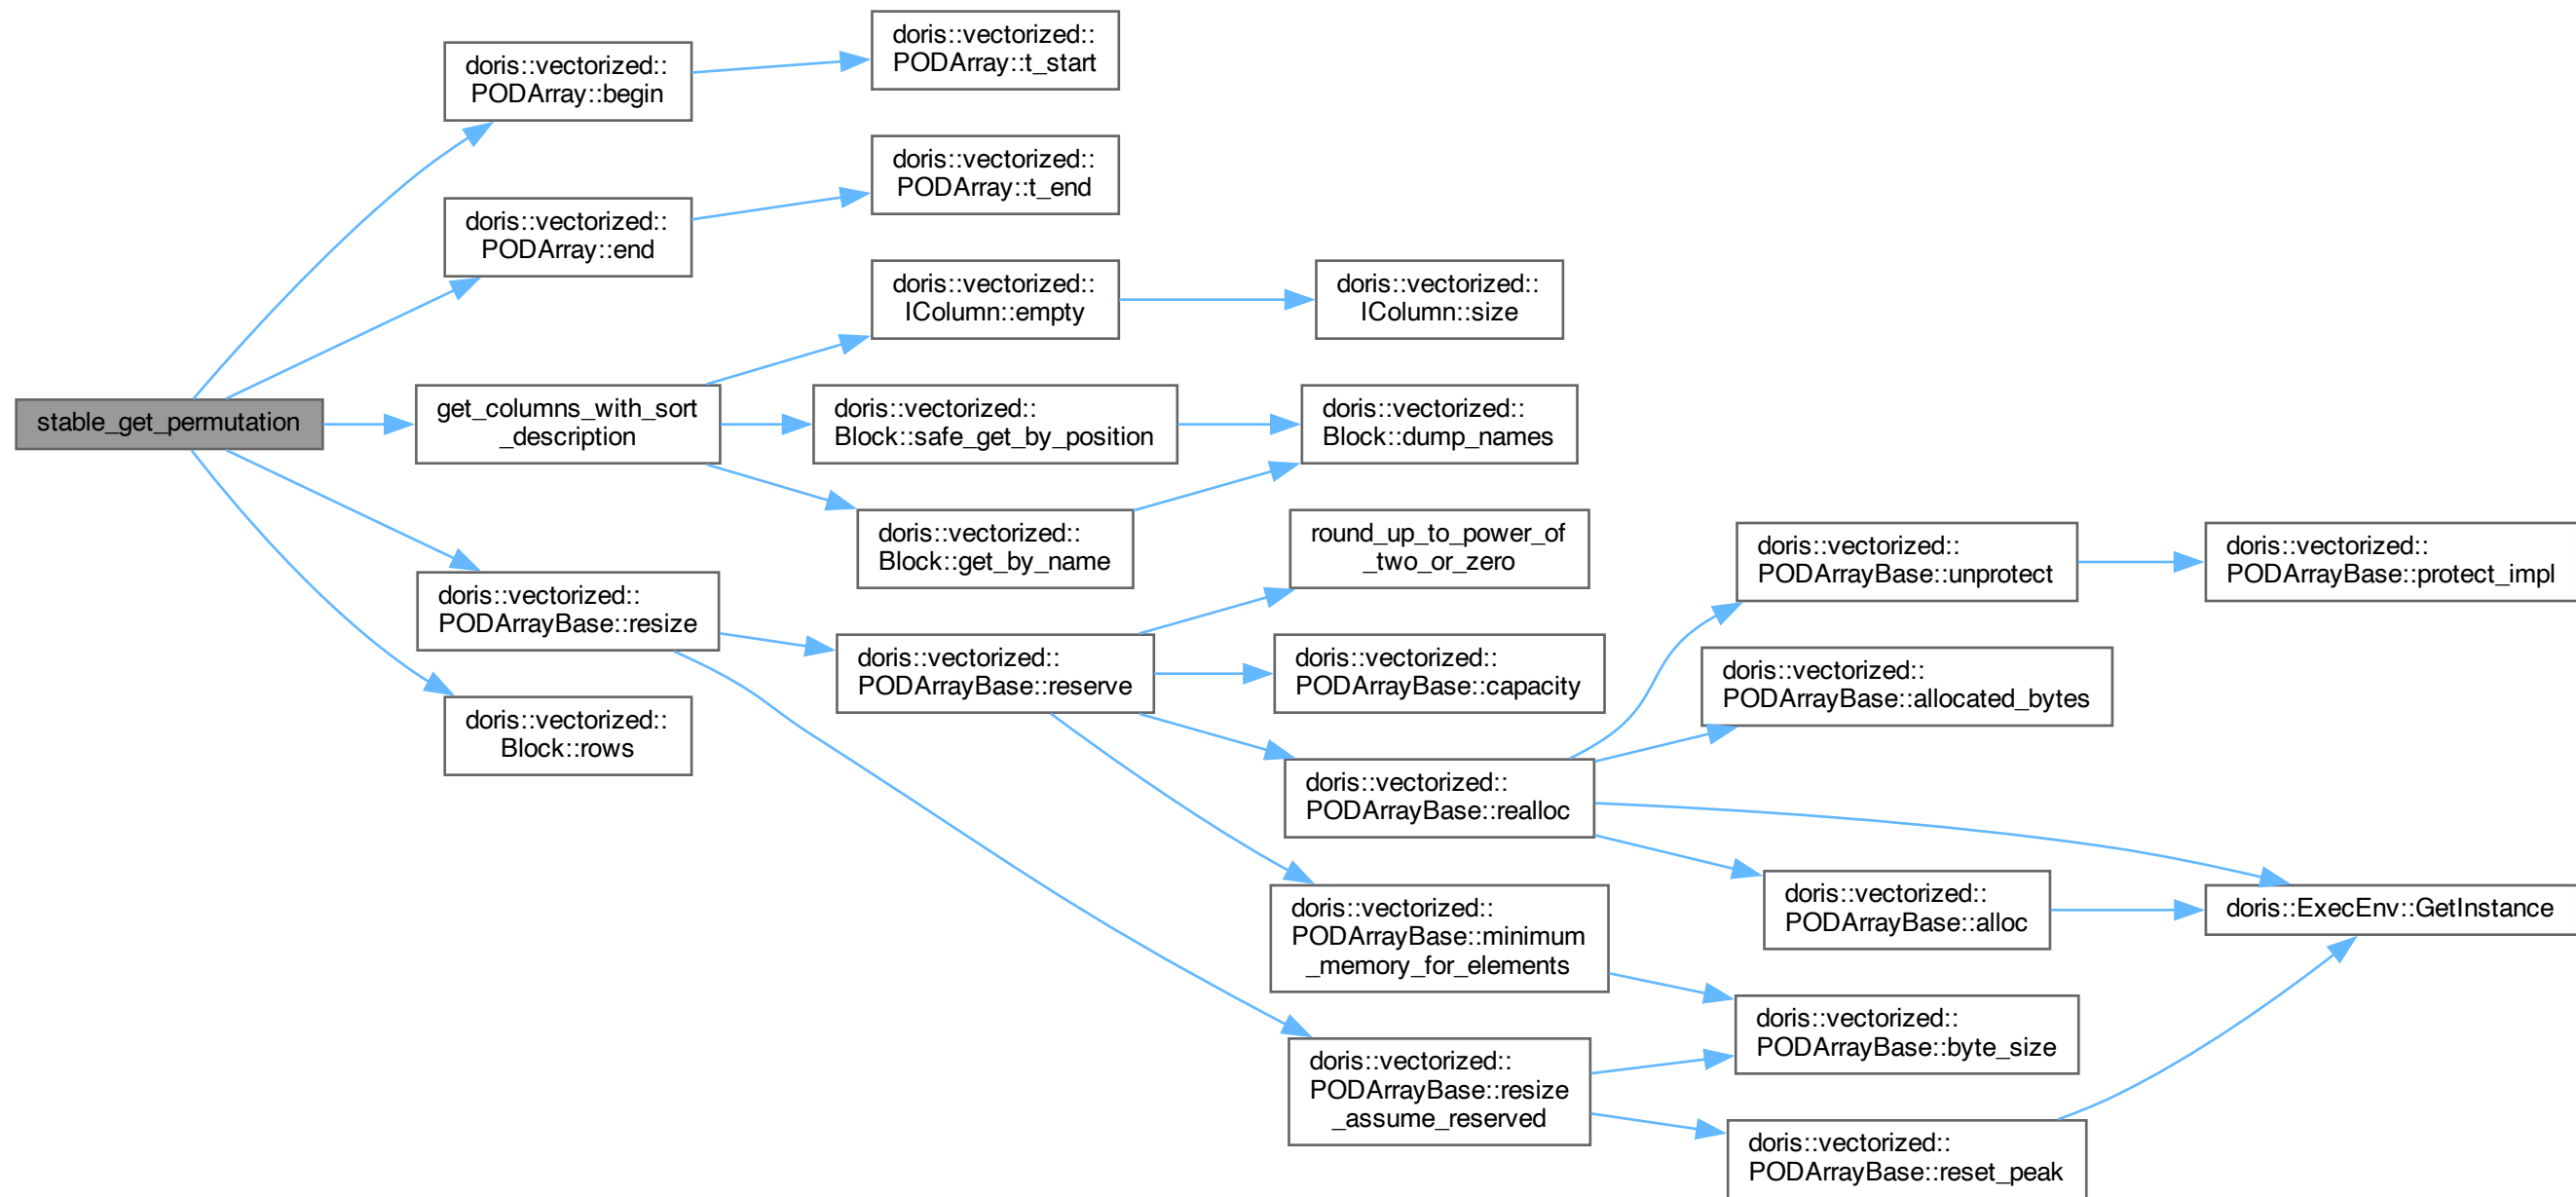 stable_get_permutation
doris::vectorized::
PODArray::begin
doris::vectorized::
PODArray::t_start
doris::vectorized::
PODArray::end
doris::vectorized::
PODArray::t_end
get_columns_with_sort
_description
doris::vectorized::
IColumn::empty
doris::vectorized::
IColumn::size
doris::vectorized::
Block::safe_get_by_position
doris::vectorized::
Block::dump_names
doris::vectorized::
Block::get_by_name
doris::vectorized::
PODArrayBase::resize
doris::vectorized::
PODArrayBase::reserve
round_up_to_power_of
_two_or_zero
doris::vectorized::
PODArrayBase::capacity
doris::vectorized::
PODArrayBase::realloc
doris::vectorized::
PODArrayBase::unprotect
doris::vectorized::
PODArrayBase::protect_impl
doris::vectorized::
PODArrayBase::allocated_bytes
doris::vectorized::
PODArrayBase::alloc
doris::ExecEnv::GetInstance
doris::vectorized::
PODArrayBase::minimum
_memory_for_elements
doris::vectorized::
PODArrayBase::byte_size
doris::vectorized::
PODArrayBase::resize
_assume_reserved
doris::vectorized::
PODArrayBase::reset_peak
doris::vectorized::
Block::rows